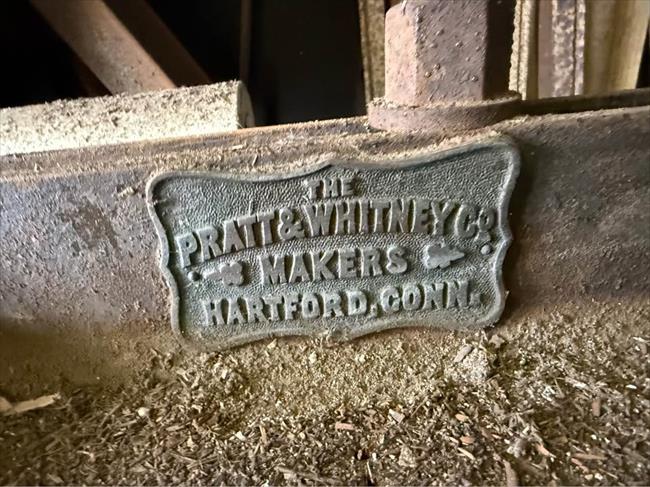 THE
PRATT & WHITNEY CO.
MAKERS
HARTFORD, CONN.